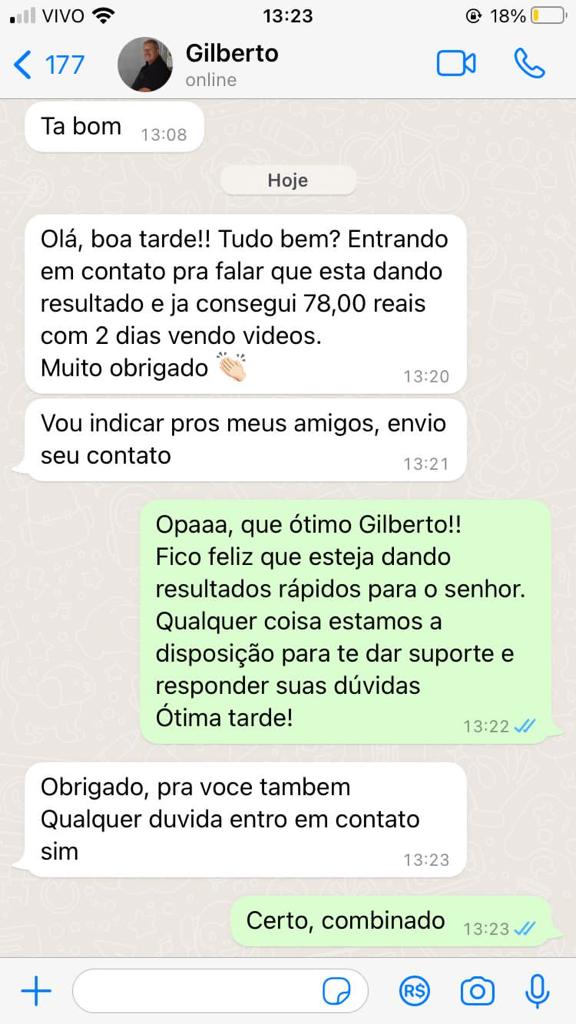 VIVO 13:23 18%
177 Gilberto
online
Ta bom 13:08
Hoje
Olá, boa tarde!! Tudo bem? Entrando
em contato pra falar que esta dando
resultado e ja consegui 78,00 reais
com 2 dias vendo videos.
Muito obrigado 👏🏻 13:20
Vou indicar pros meus amigos, envio
seu contato 13:21
Opaaa, que ótimo Gilberto!!
Fico feliz que esteja dando
resultados rápidos para o senhor.
Qualquer coisa estamos a
disposição para te dar suporte e
responder suas dúvidas
Ótima tarde! 13:22
Obrigado, pra voce tambem
Qualquer duvida entro em contato
sim 13:23
Certo, combinado 13:23
R$